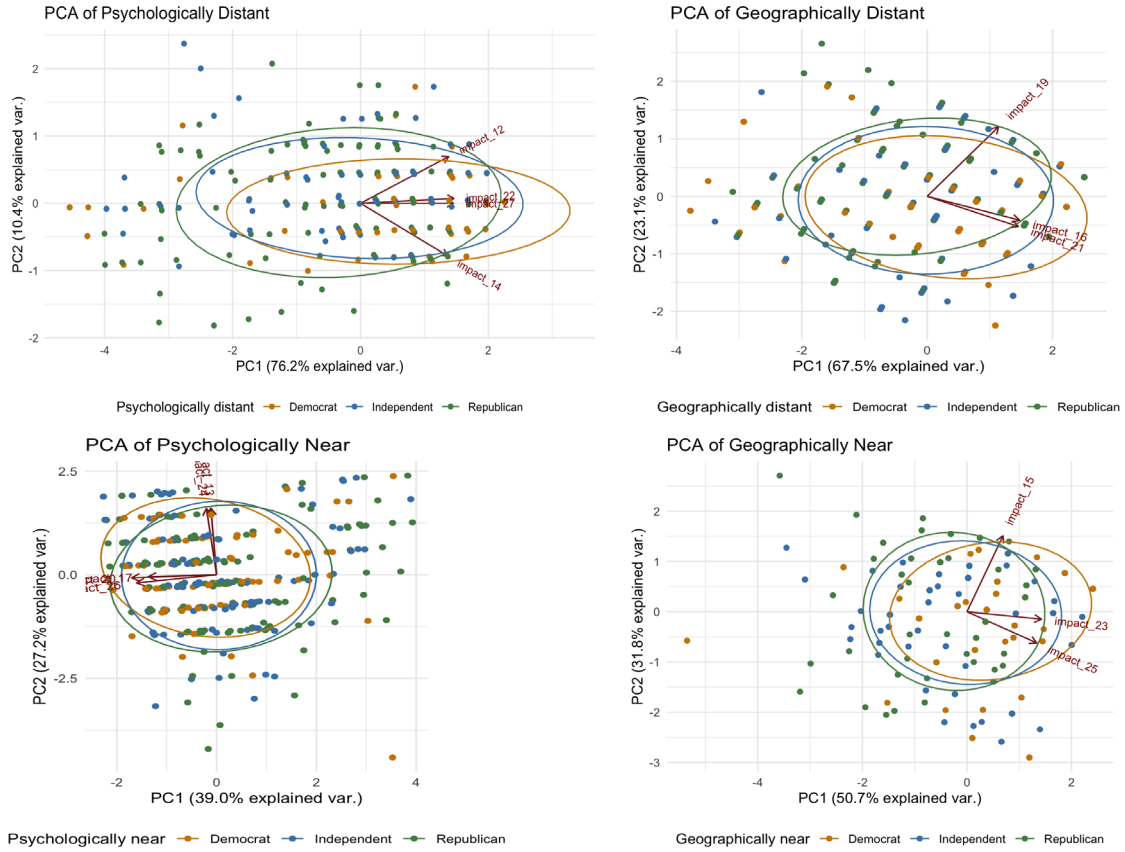 PCA of Psychologically Distant
PC2 (10.4% explained var.)
2
1
0
-1
-2
impact_12
impact_22
impact_27
impact_14
-4
-2
0
2
PC1 (76.2% explained var.)
Psychologically distant
Democrat
Independent
Republican
PCA of Geographically Distant
PC2 (23.1% explained var.)
2
1
0
-1
-2
impact_19
impact_16
impact_21
-4
-2
0
2
PC1 (67.5% explained var.)
Geographically distant
Democrat
Independent
Republican
PCA of Psychologically Near
PC2 (27.2% explained var.)
2.5
0.0
-2.5
-2
0
2
4
PC1 (39.0% explained var.)
Psychologically near
Democrat
Independent
Republican
PCA of Geographically Near
PC2 (31.8% explained var.)
2
1
0
-1
-2
-3
impact_15
impact_23
impact_25
-4
-2
0
2
PC1 (50.7% explained var.)
Geographically near
Democrat
Independent
Republican